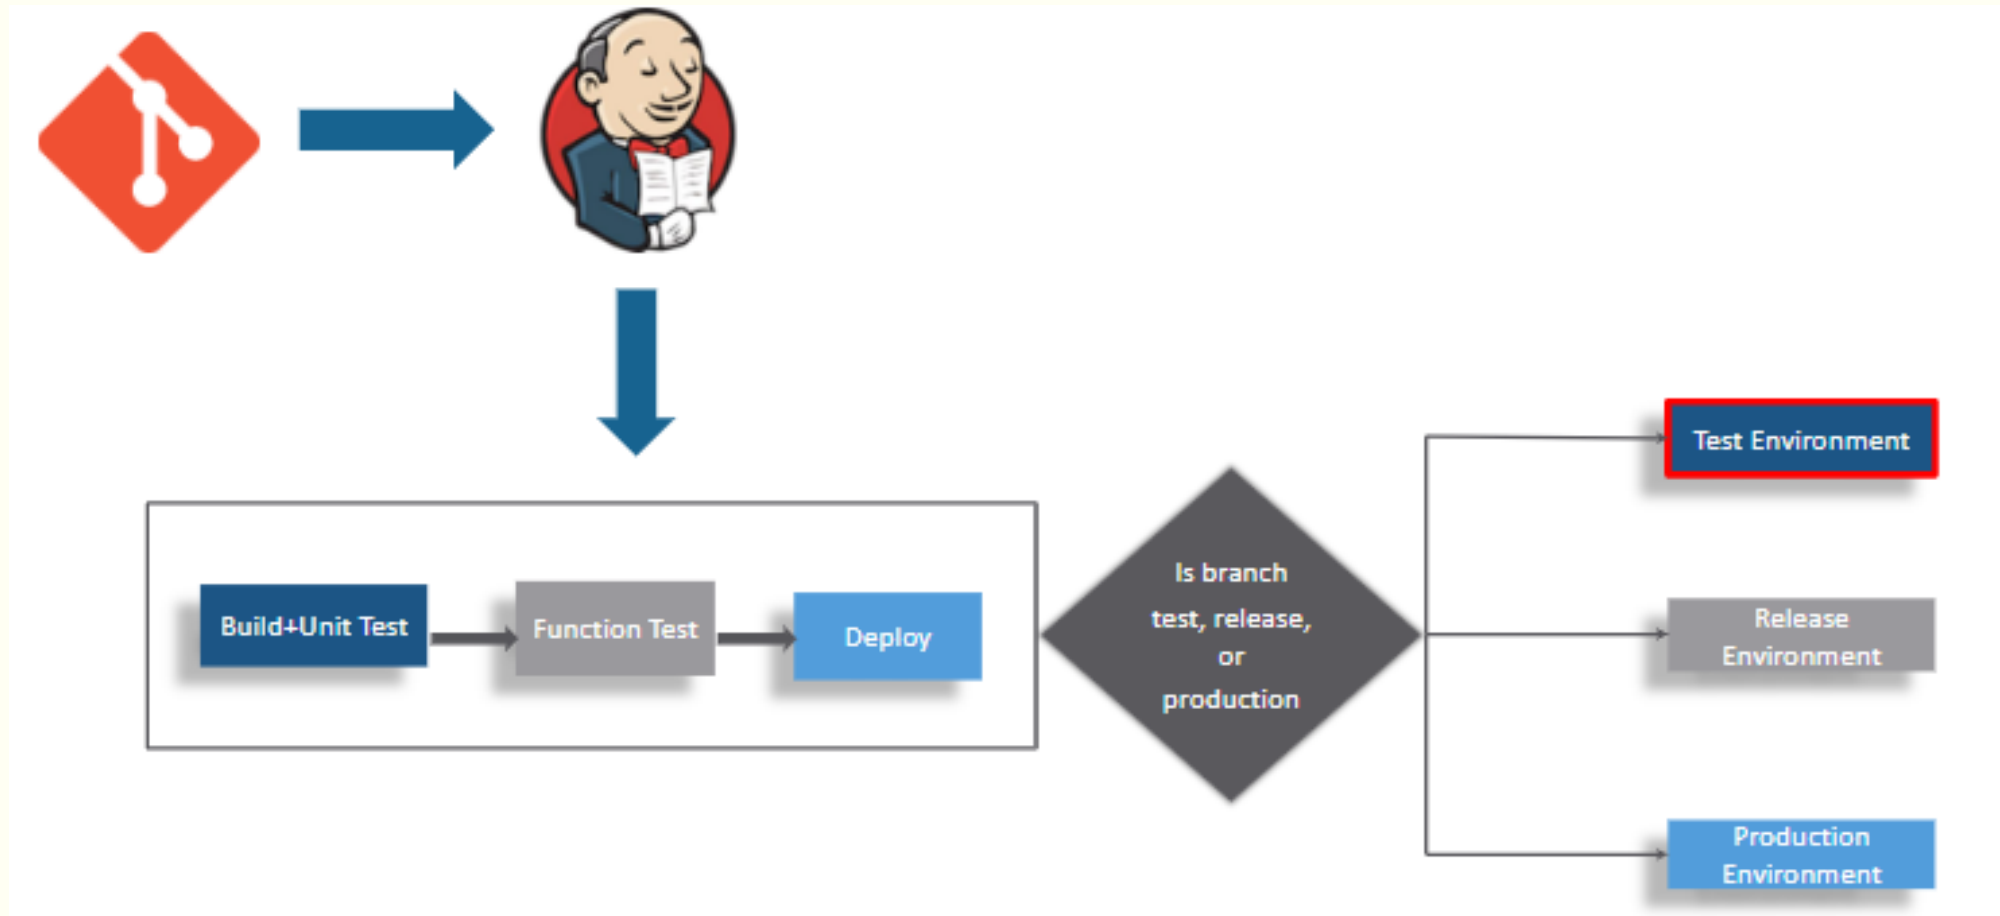 Build+Unit Test
Function Test
Deploy
Is branch
test, release,
or
production
Test Environment
Release
Environment
Production
Environment